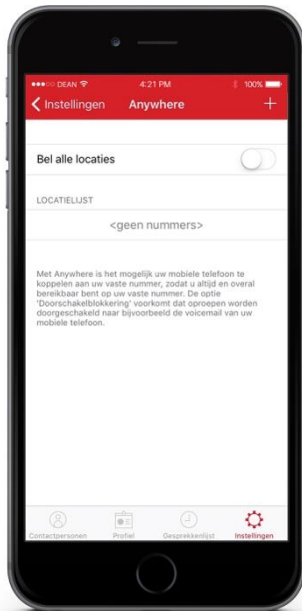 ●●●○○ DEAN 4:21 PM 100%
Instellingen Anywhere +
Bel alle locaties
LOCATIELIJST
<geen nummers>
Met Anywhere is het mogelijk uw mobiele telefoon te
koppelen aan uw vaste nummer, zodat u altijd en overal
bereikbaar bent op uw vaste nummer. De optie
'Doorschakelblokkering' voorkomt dat oproepen worden
doorgeschakeld naar bijvoorbeeld de voicemail van uw
mobiele telefoon.
Contactpersonen Profiel Gesprekkenlijst Instellingen